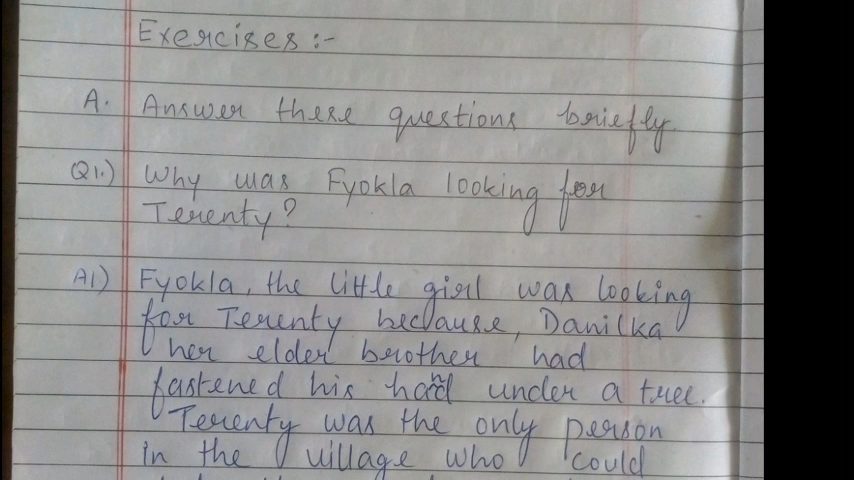 Exercises :-
A. Answer these questions briefly.
Q1.) Why was Fyokla looking for
Terenty?
A1) Fyokla, the little girl was looking
for Terenty because, Danilka
her elder brother had
fastened his hand under a tree.
Terenty was the only person
in the village who could